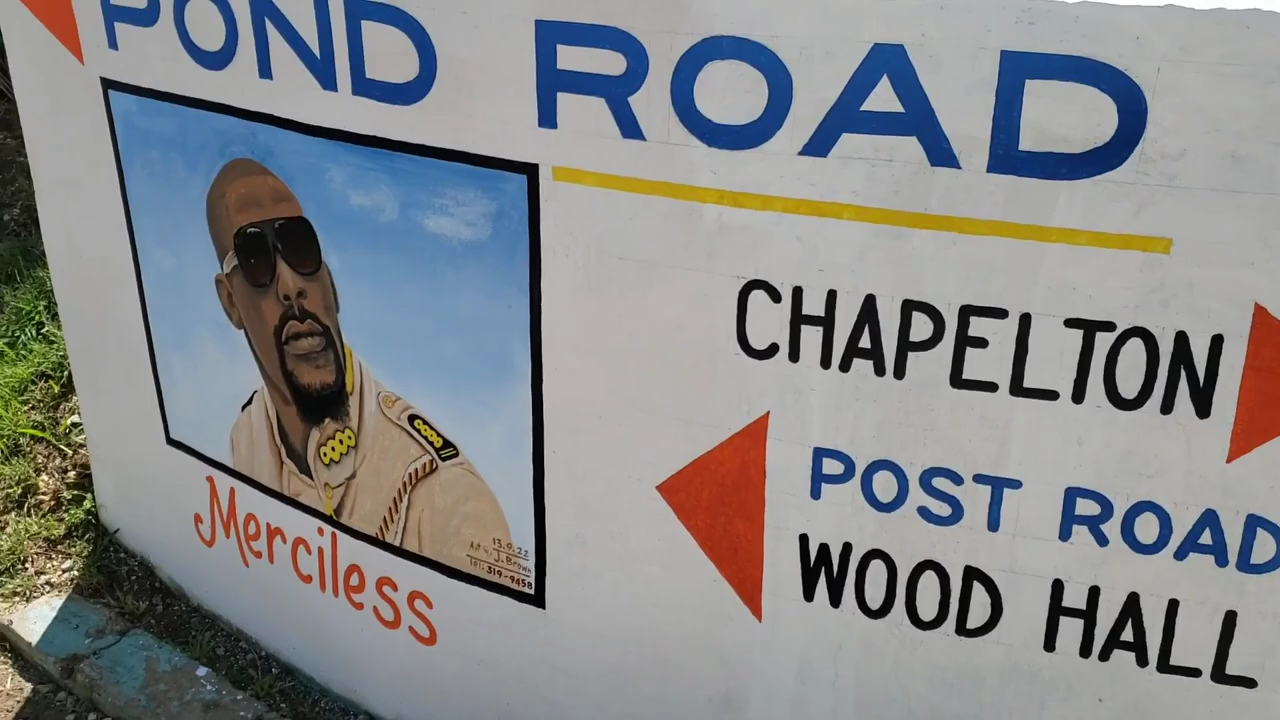 POND ROAD
CHAPELTON
POST ROAD
WOOD HALL
13.9.22
Art by J. Brown
Tel: 319-9458
Merciless